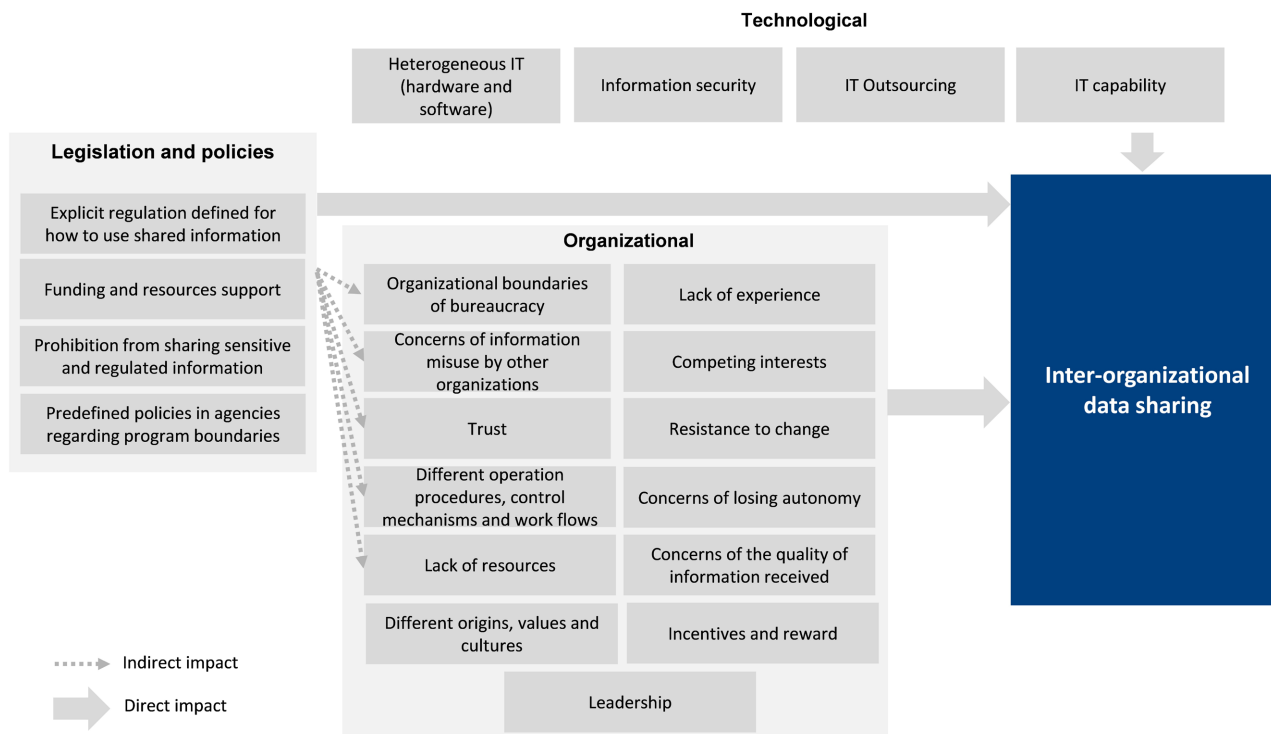 Technological
Heterogeneous IT
(hardware and
software)
Information security
IT Outsourcing
IT capability
Legislation and policies
Explicit regulation defined for
how to use shared information
Funding and resources support
Prohibition from sharing sensitive
and regulated information
Predefined policies in agencies
regarding program boundaries
Organizational
Organizational boundaries
of bureaucracy
Lack of experience
Concerns of information
misuse by other
organizations
Competing interests
Trust
Resistance to change
Different operation
procedures, control
mechanisms and work flows
Concerns of losing autonomy
Lack of resources
Concerns of the quality of
information received
Different origins, values and
cultures
Incentives and reward
Leadership
Inter-organizational
data sharing
Indirect impact
Direct impact